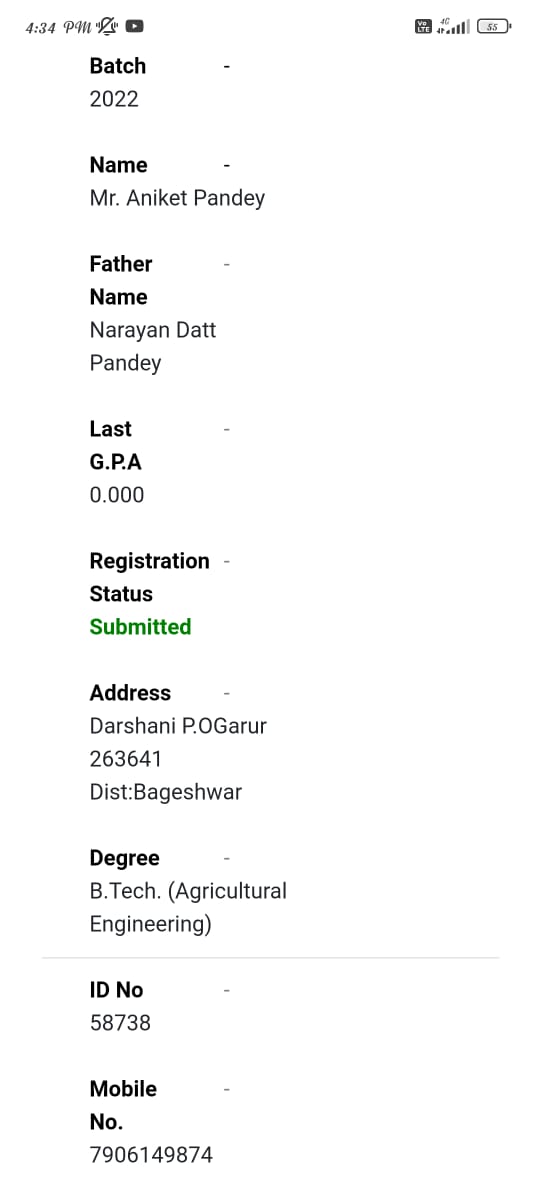 4:34 PM
Vo LTE 4G 55
Batch -
2022
Name -
Mr. Aniket Pandey
Father -
Name
Narayan Datt
Pandey
Last -
G.P.A
0.000
Registration -
Status
Submitted
Address -
Darshani P.OGarur
263641
Dist:Bageshwar
Degree -
B.Tech. (Agricultural
Engineering)
ID No -
58738
Mobile -
No.
7906149874